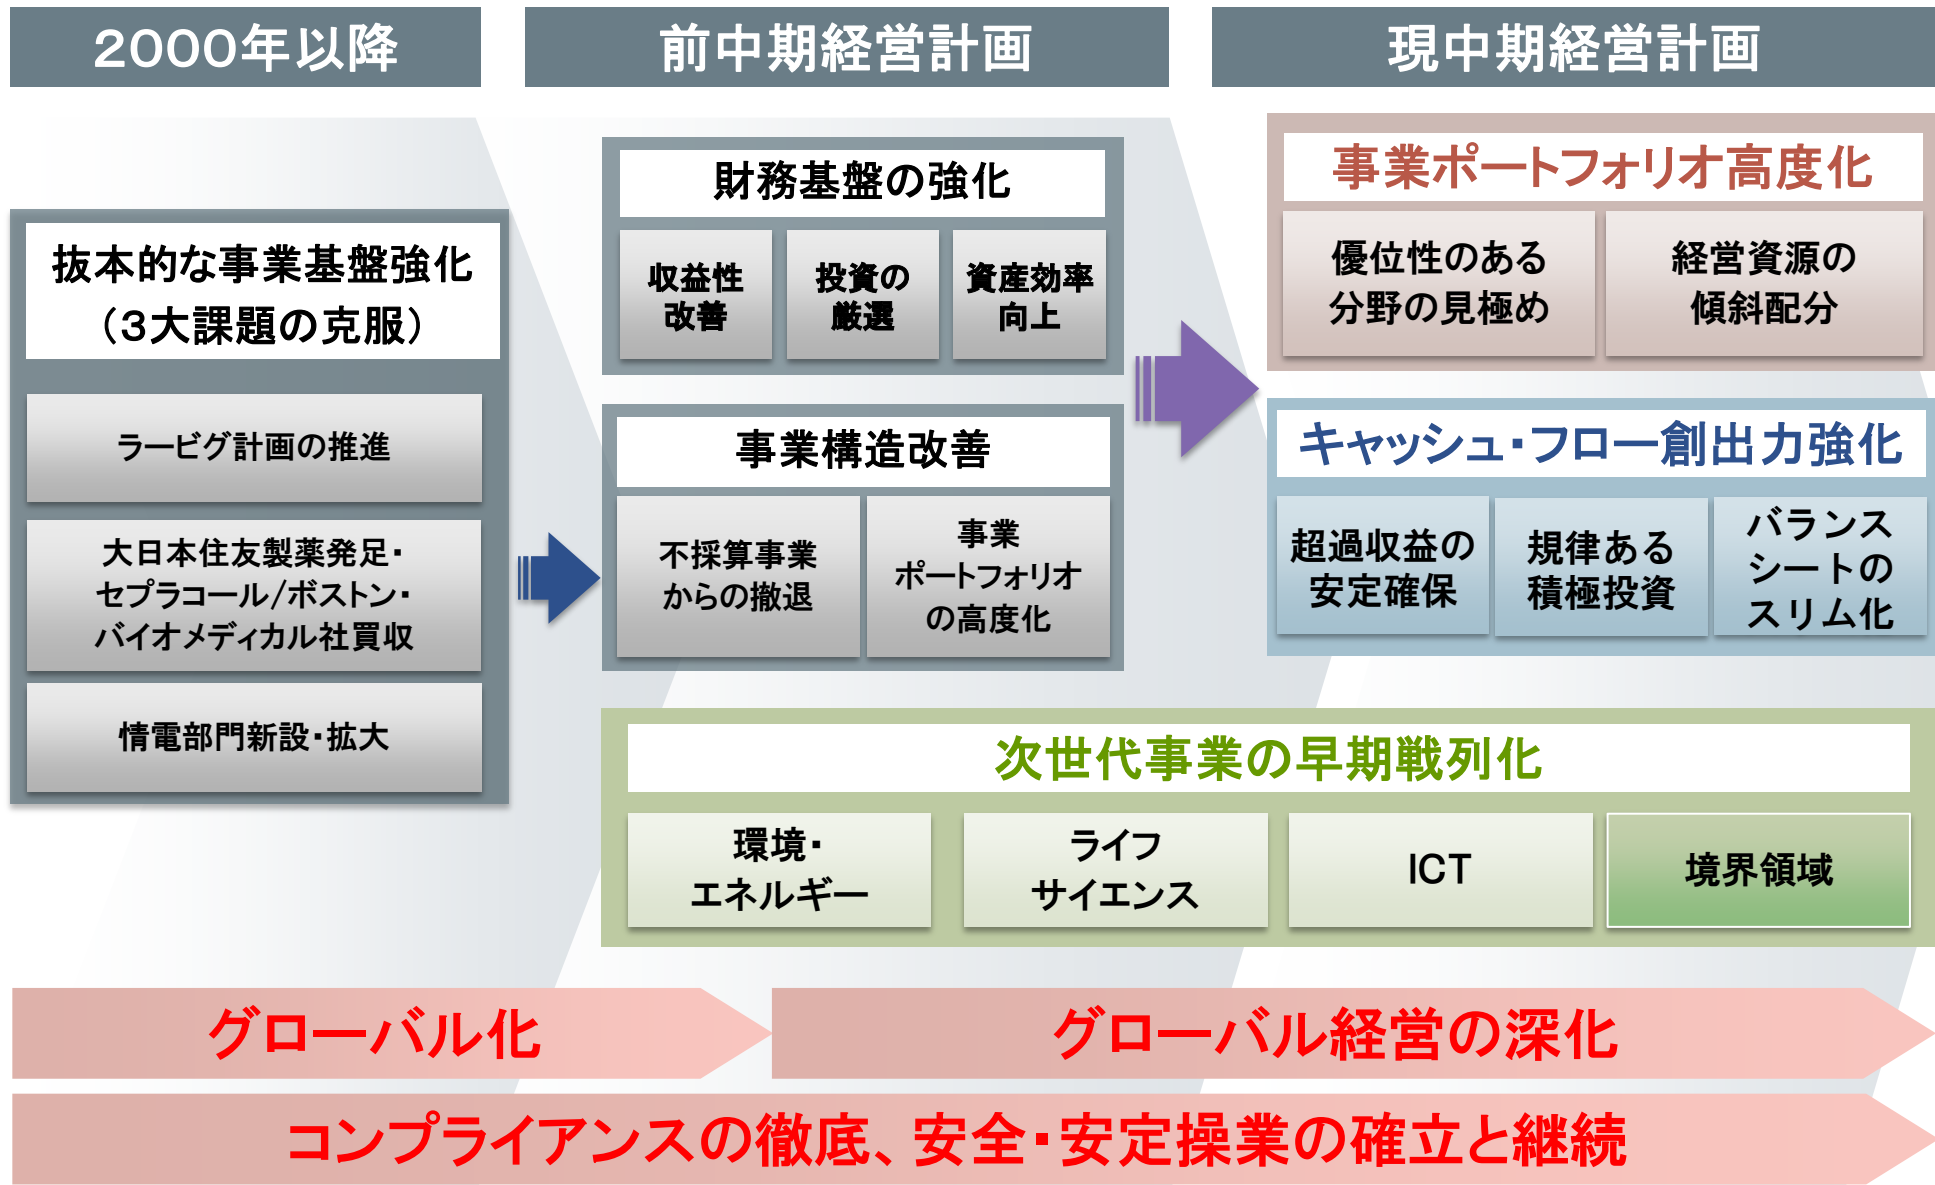 2000年以降
前中期経営計画
現中期経営計画
抜本的な事業基盤強化
（3大課題の克服）
ラービグ計画の推進
大日本住友製薬発足・
セプラコール/ボストン・
バイオメディカル社買収
情電部門新設・拡大
財務基盤の強化
収益性
改善
投資の
厳選
資産効率
向上
事業構造改善
不採算事業
からの撤退
事業
ポートフォリオ
の高度化
事業ポートフォリオ高度化
優位性のある
分野の見極め
経営資源の
傾斜配分
キャッシュ・フロー創出力強化
超過収益の
安定確保
規律ある
積極投資
バランス
シートの
スリム化
次世代事業の早期戦列化
環境・
エネルギー
ライフ
サイエンス
ICT
境界領域
グローバル化
グローバル経営の深化
コンプライアンスの徹底、安全・安定操業の確立と継続